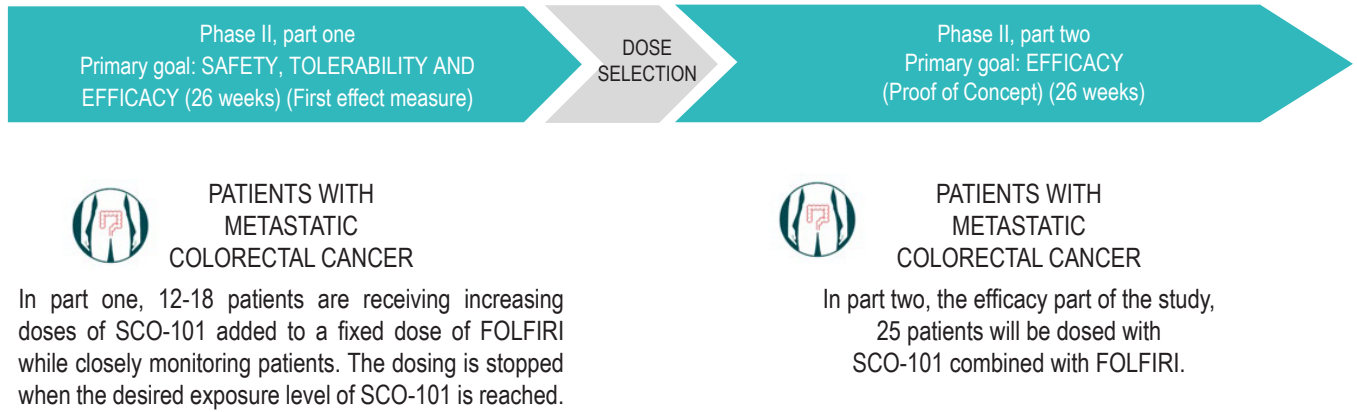 Phase II, part one
Primary goal: SAFETY, TOLERABILITY AND
EFFICACY (26 weeks) (First effect measure)
DOSE
SELECTION
Phase II, part two
Primary goal: EFFICACY
(Proof of Concept) (26 weeks)
PATIENTS WITH
METASTATIC
COLORECTAL CANCER
In part one, 12-18 patients are receiving increasing
doses of SCO-101 added to a fixed dose of FOLFIRI
while closely monitoring patients. The dosing is stopped
when the desired exposure level of SCO-101 is reached.
PATIENTS WITH
METASTATIC
COLORECTAL CANCER
In part two, the efficacy part of the study,
25 patients will be dosed with
SCO-101 combined with FOLFIRI.